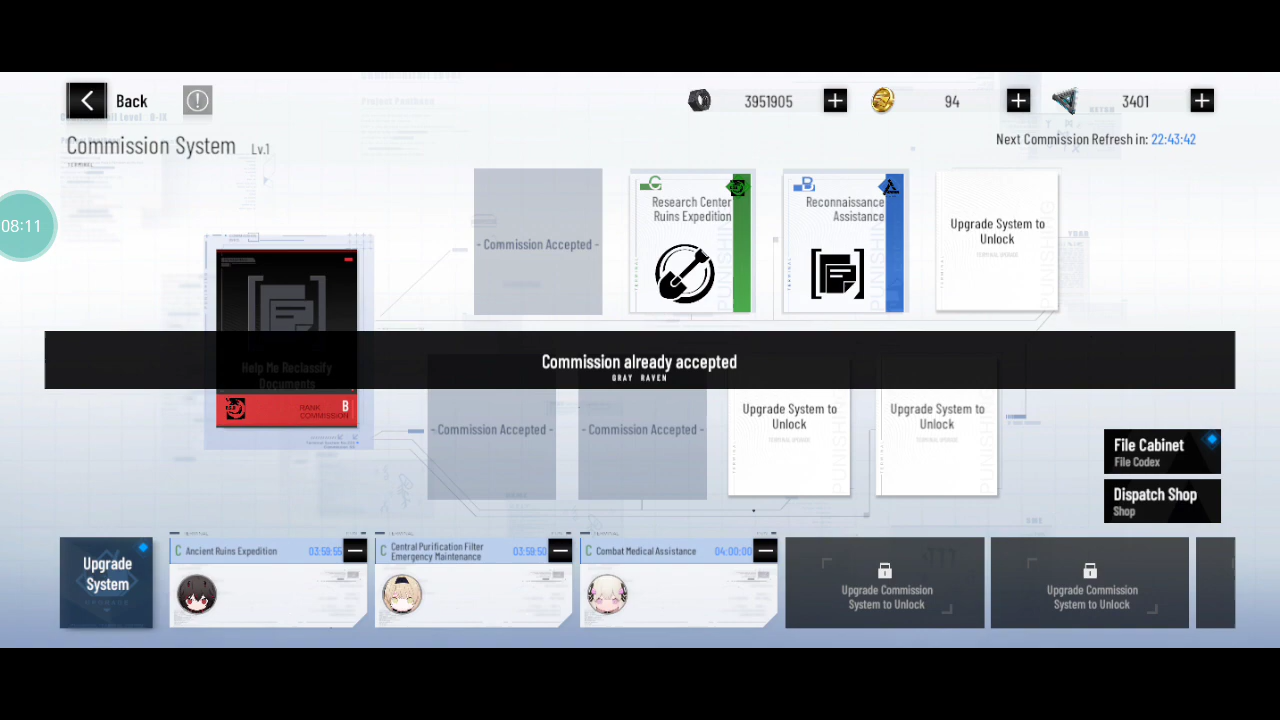 Back
3951905
94
3401
Commission System Lv.1
Next Commission Refresh in: 22:43:42
08:11
- Commission Accepted -
C
Research Center
Ruins Expedition
B
Reconnaissance
Assistance
Upgrade System to
Unlock
Help Me Reclassify
Documents
RANK
COMMISSION
B
Commission already accepted
GRAY RAVEN
- Commission Accepted -
- Commission Accepted -
Upgrade System to
Unlock
Upgrade System to
Unlock
File Cabinet
File Codex
Dispatch Shop
Shop
Upgrade
System
C Ancient Ruins Expedition 03:59:55
C Central Purification Filter
Emergency Maintenance 03:59:50
C Combat Medical Assistance 04:00:00
Upgrade Commission
System to Unlock
Upgrade Commission
System to Unlock